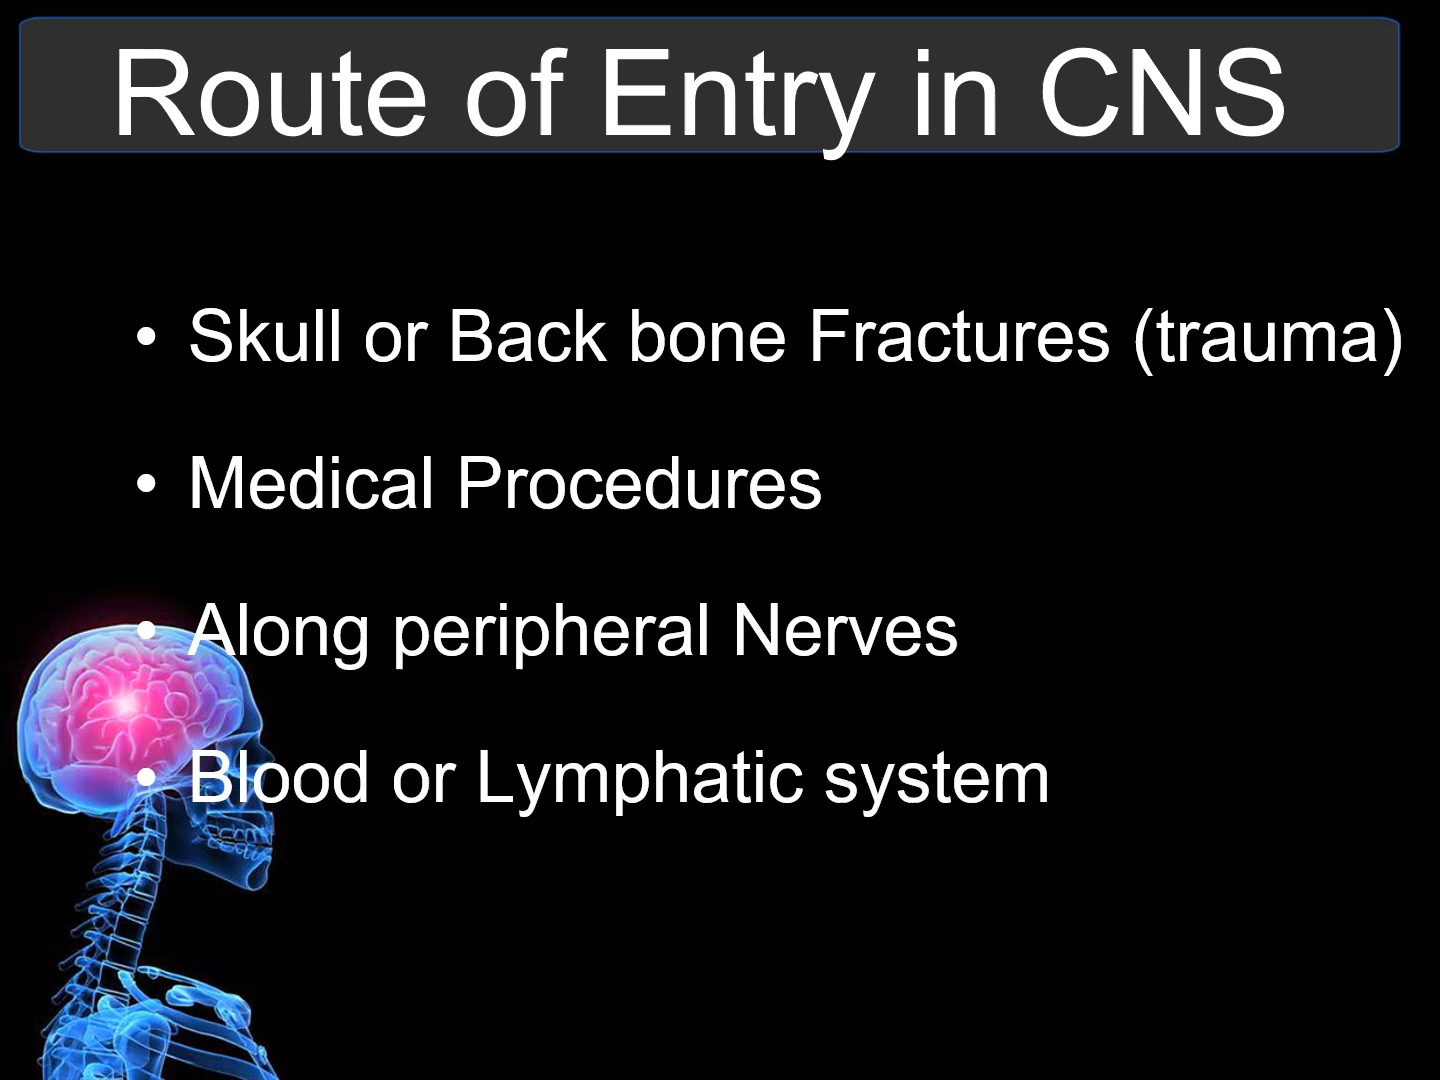 Route of Entry in CNS
• Skull or Back bone Fractures (trauma)
• Medical Procedures
• Along peripheral Nerves
• Blood or Lymphatic system